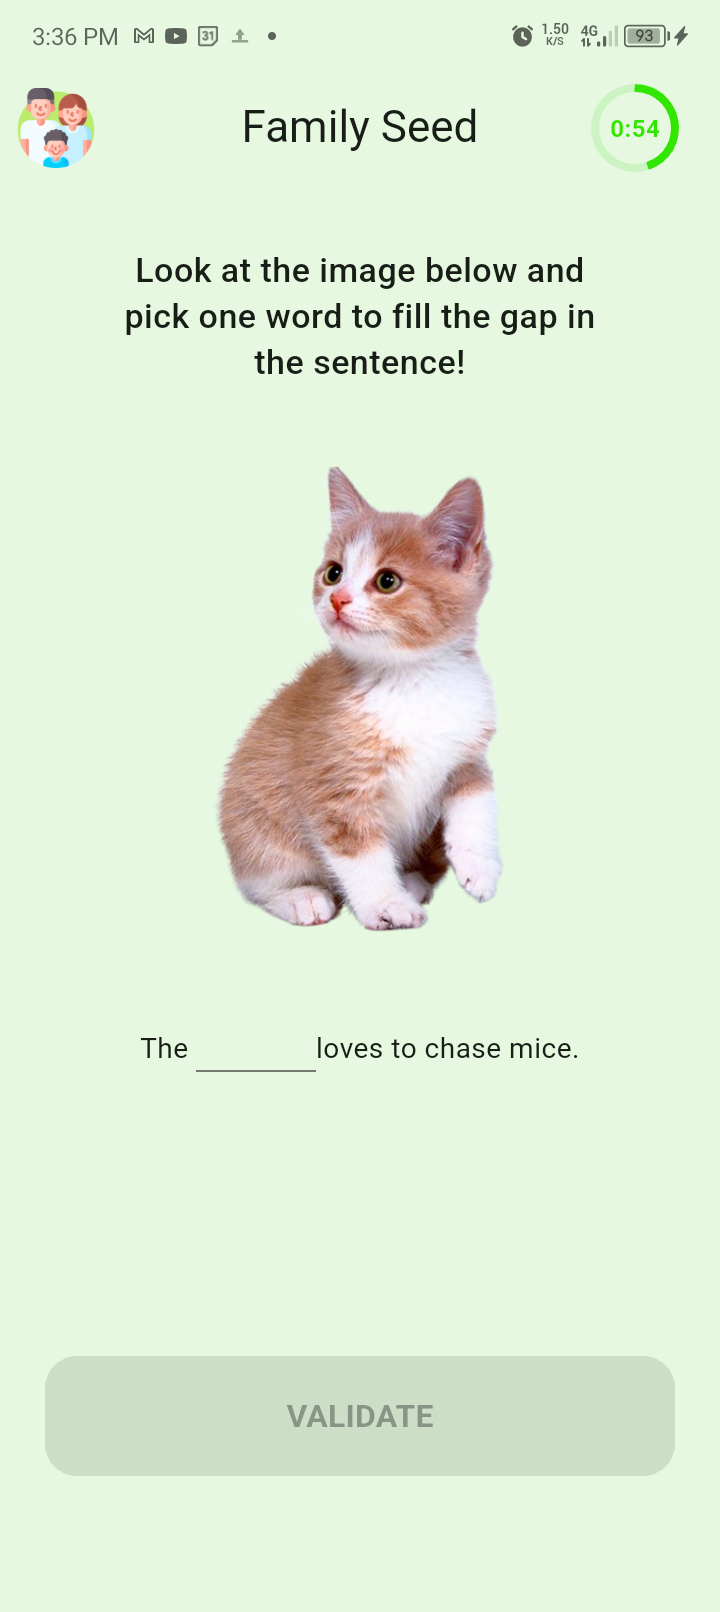 3:36 PM 31 1.50 K/S 4G 93
Family Seed
0:54
Look at the image below and
pick one word to fill the gap in
the sentence!
The ________ loves to chase mice.
VALIDATE